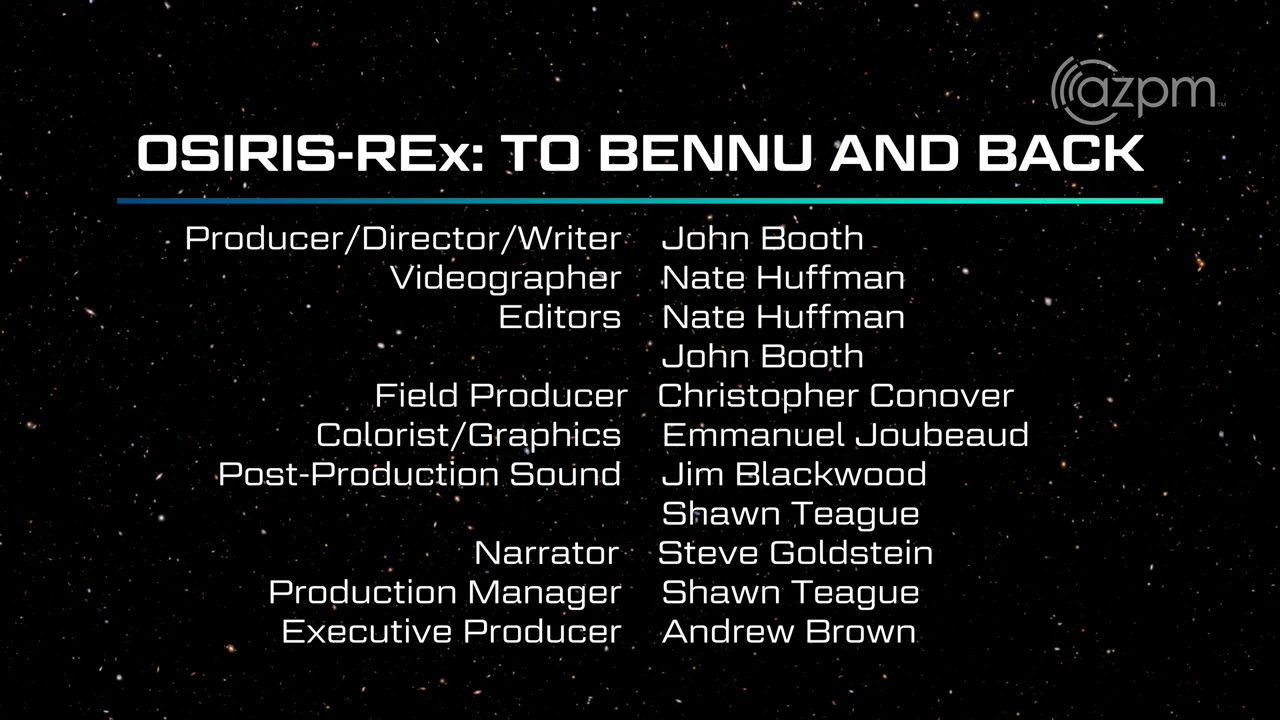 azpm™
OSIRIS-REx: TO BENNU AND BACK
Producer/Director/Writer John Booth
Videographer Nate Huffman
Editors Nate Huffman
John Booth
Field Producer Christopher Conover
Colorist/Graphics Emmanuel Joubeaud
Post-Production Sound Jim Blackwood
Shawn Teague
Narrator Steve Goldstein
Production Manager Shawn Teague
Executive Producer Andrew Brown